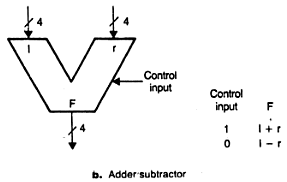 4 4
l r
Control
input
F
4
Control
input F
1 l + r
0 l − r
b. Adder subtractor